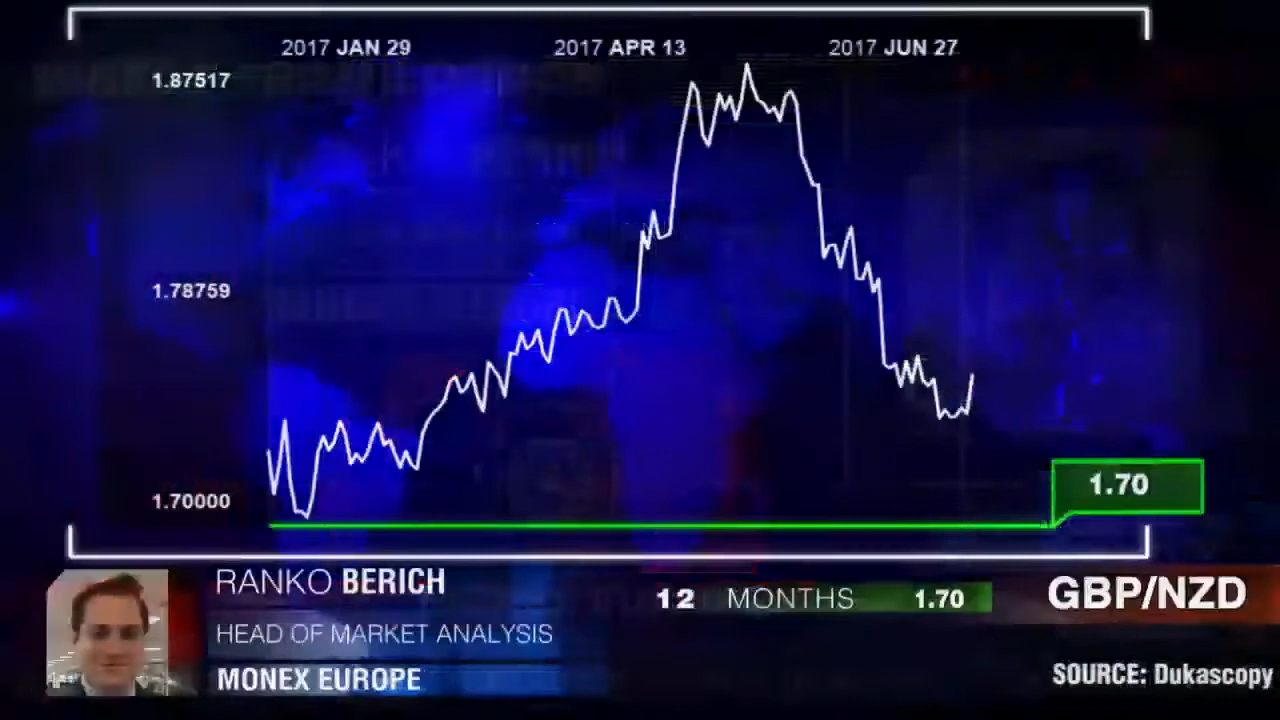 2017 JAN 29 2017 APR 13 2017 JUN 27
1.87517
1.78759
1.70000
1.70
RANKO BERICH
HEAD OF MARKET ANALYSIS
MONEX EUROPE
12 MONTHS 1.70
GBP/NZD
SOURCE: Dukascopy